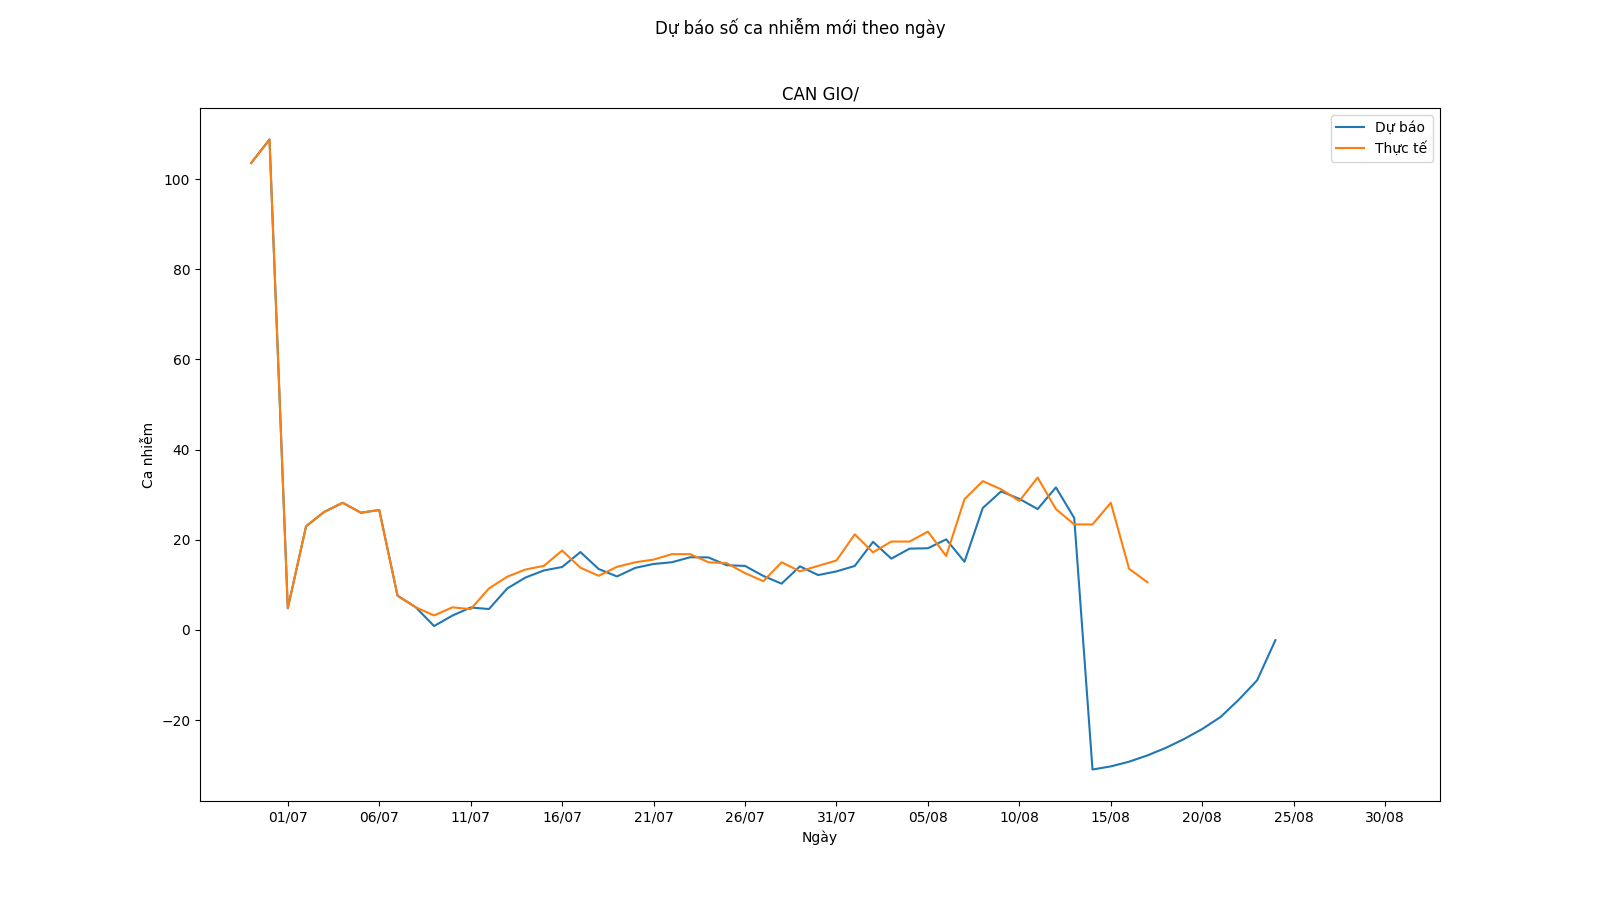 Dự báo số ca nhiễm mới theo ngày
CAN GIO/
Dự báo
Thực tế
100
80
60
40
20
0
−20
Ca nhiễm
01/07 06/07 11/07 16/07 21/07 26/07 31/07 05/08 10/08 15/08 20/08 25/08 30/08
Ngày